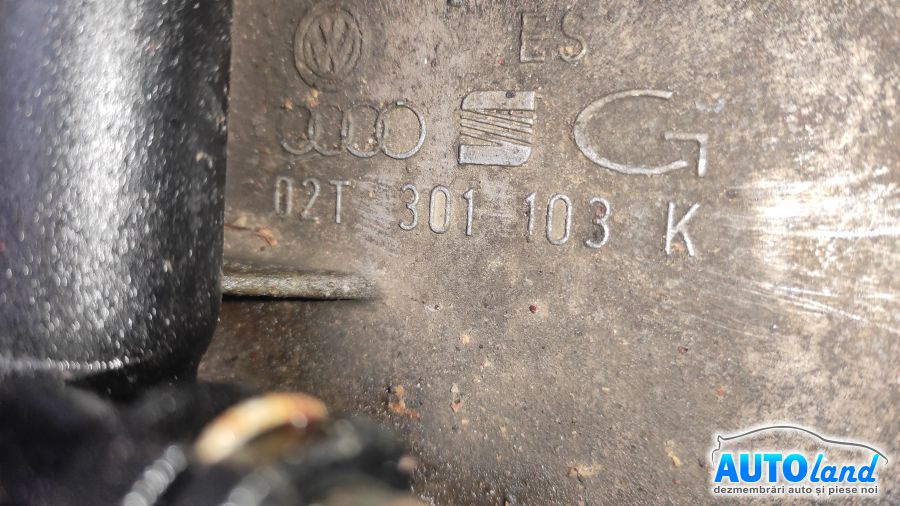 ES
G
02T 301 103 K
AUTOland
dezmembrări auto și piese noi